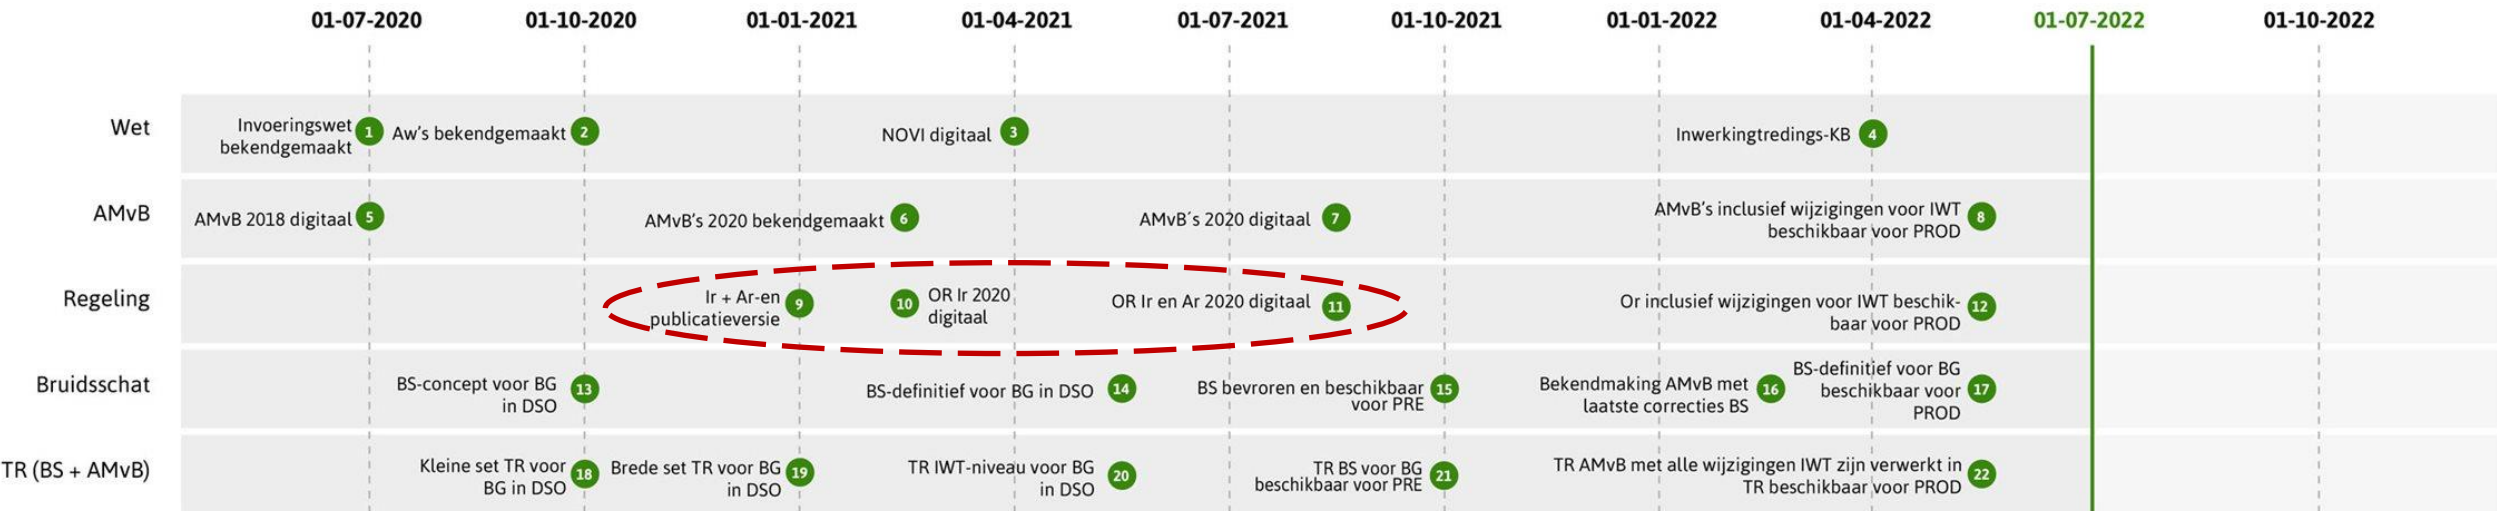 01-07-2020 01-10-2020 01-01-2021 01-04-2021 01-07-2021 01-10-2021 01-01-2022 01-04-2022 01-07-2022 01-10-2022
Wet
Invoeringswet
bekendgemaakt
1
Aw’s bekendgemaakt 2
NOVI digitaal 3
Inwerkingtredings-KB 4
AMvB
AMvB 2018 digitaal 5
AMvB’s 2020 bekendgemaakt 6
AMvB´s 2020 digitaal 7
AMvB’s inclusief wijzigingen voor IWT
beschikbaar voor PROD
8
Regeling
Ir + Ar-en
publicatieversie
9
10
OR Ir 2020
digitaal
OR Ir en Ar 2020 digitaal 11
Or inclusief wijzigingen voor IWT beschik-
baar voor PROD
12
Bruidsschat
BS-concept voor BG
in DSO
13
BS-definitief voor BG in DSO 14
BS bevroren en beschikbaar
voor PRE
15
Bekendmaking AMvB met
laatste correcties BS
16
BS-definitief voor BG
beschikbaar voor
PROD
17
TR (BS + AMvB)
Kleine set TR voor
BG in DSO
18
Brede set TR voor BG
in DSO
19
TR IWT-niveau voor BG
in DSO
20
TR BS voor BG
beschikbaar voor PRE
21
TR AMvB met alle wijzigingen IWT zijn verwerkt in
TR beschikbaar voor PROD
22